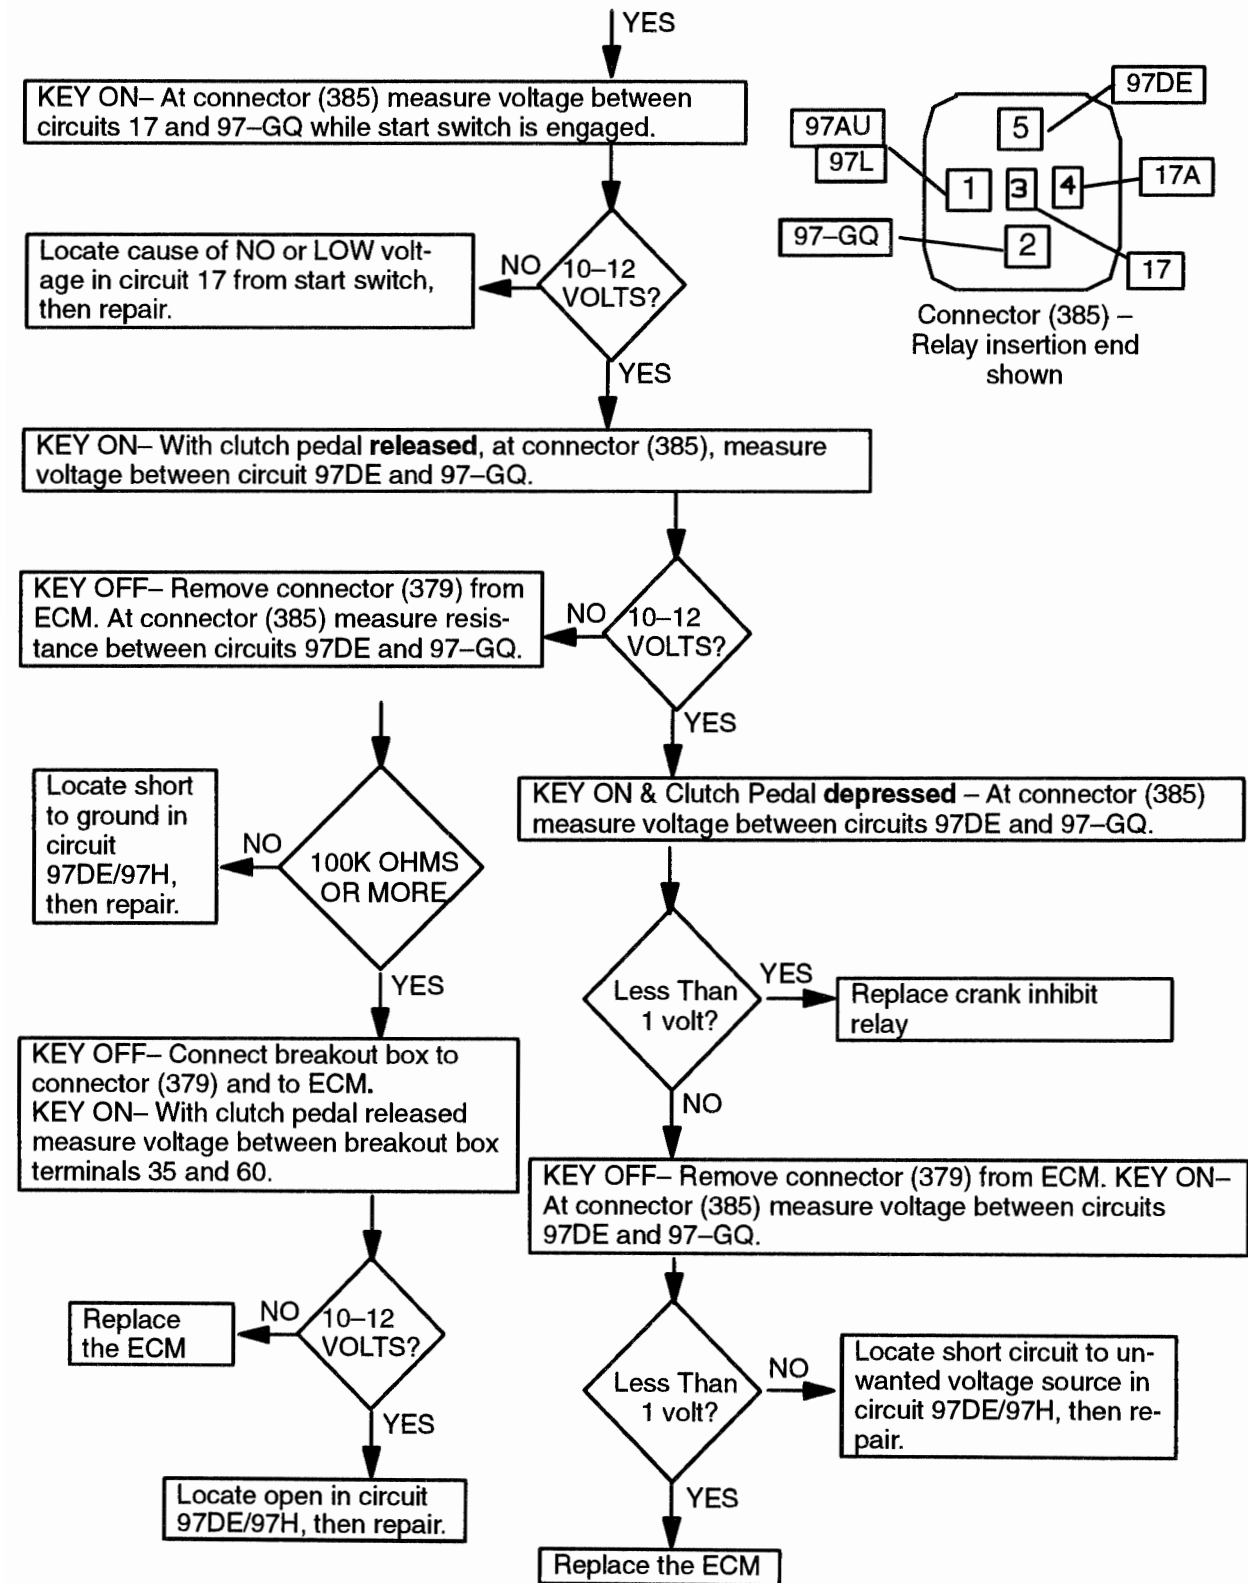 YES
KEY ON– At connector (385) measure voltage between
circuits 17 and 97–GQ while start switch is engaged.
97DE
5
97AU
97L
1
3
4
17A
97–GQ
2
17
Connector (385) –
Relay insertion end
shown
Locate cause of NO or LOW volt-
age in circuit 17 from start switch,
then repair.
NO
10–12
VOLTS?
YES
KEY ON– With clutch pedal released, at connector (385), measure
voltage between circuit 97DE and 97–GQ.
KEY OFF– Remove connector (379) from
ECM. At connector (385) measure resis-
tance between circuits 97DE and 97–GQ.
NO
10–12
VOLTS?
YES
Locate short
to ground in
circuit
97DE/97H,
then repair.
NO
100K OHMS
OR MORE
YES
KEY ON & Clutch Pedal depressed – At connector (385)
measure voltage between circuits 97DE and 97–GQ.
Less Than
1 volt?
YES
Replace crank inhibit
relay
NO
KEY OFF– Connect breakout box to
connector (379) and to ECM.
KEY ON– With clutch pedal released
measure voltage between breakout box
terminals 35 and 60.
KEY OFF– Remove connector (379) from ECM. KEY ON–
At connector (385) measure voltage between circuits
97DE and 97–GQ.
Replace
the ECM
NO
10–12
VOLTS?
YES
Locate open in circuit
97DE/97H, then repair.
Less Than
1 volt?
NO
Locate short circuit to un-
wanted voltage source in
circuit 97DE/97H, then re-
pair.
YES
Replace the ECM